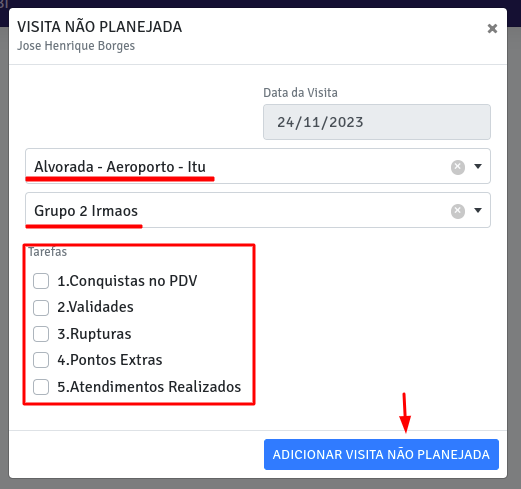 VISITA NÃO PLANEJADA
Jose Henrique Borges
Data da Visita
24/11/2023
Alvorada - Aeroporto - Itu
Grupo 2 Irmaos
Tarefas
1.Conquistas no PDV
2.Validades
3.Rupturas
4.Pontos Extras
5.Atendimentos Realizados
ADICIONAR VISITA NÃO PLANEJADA